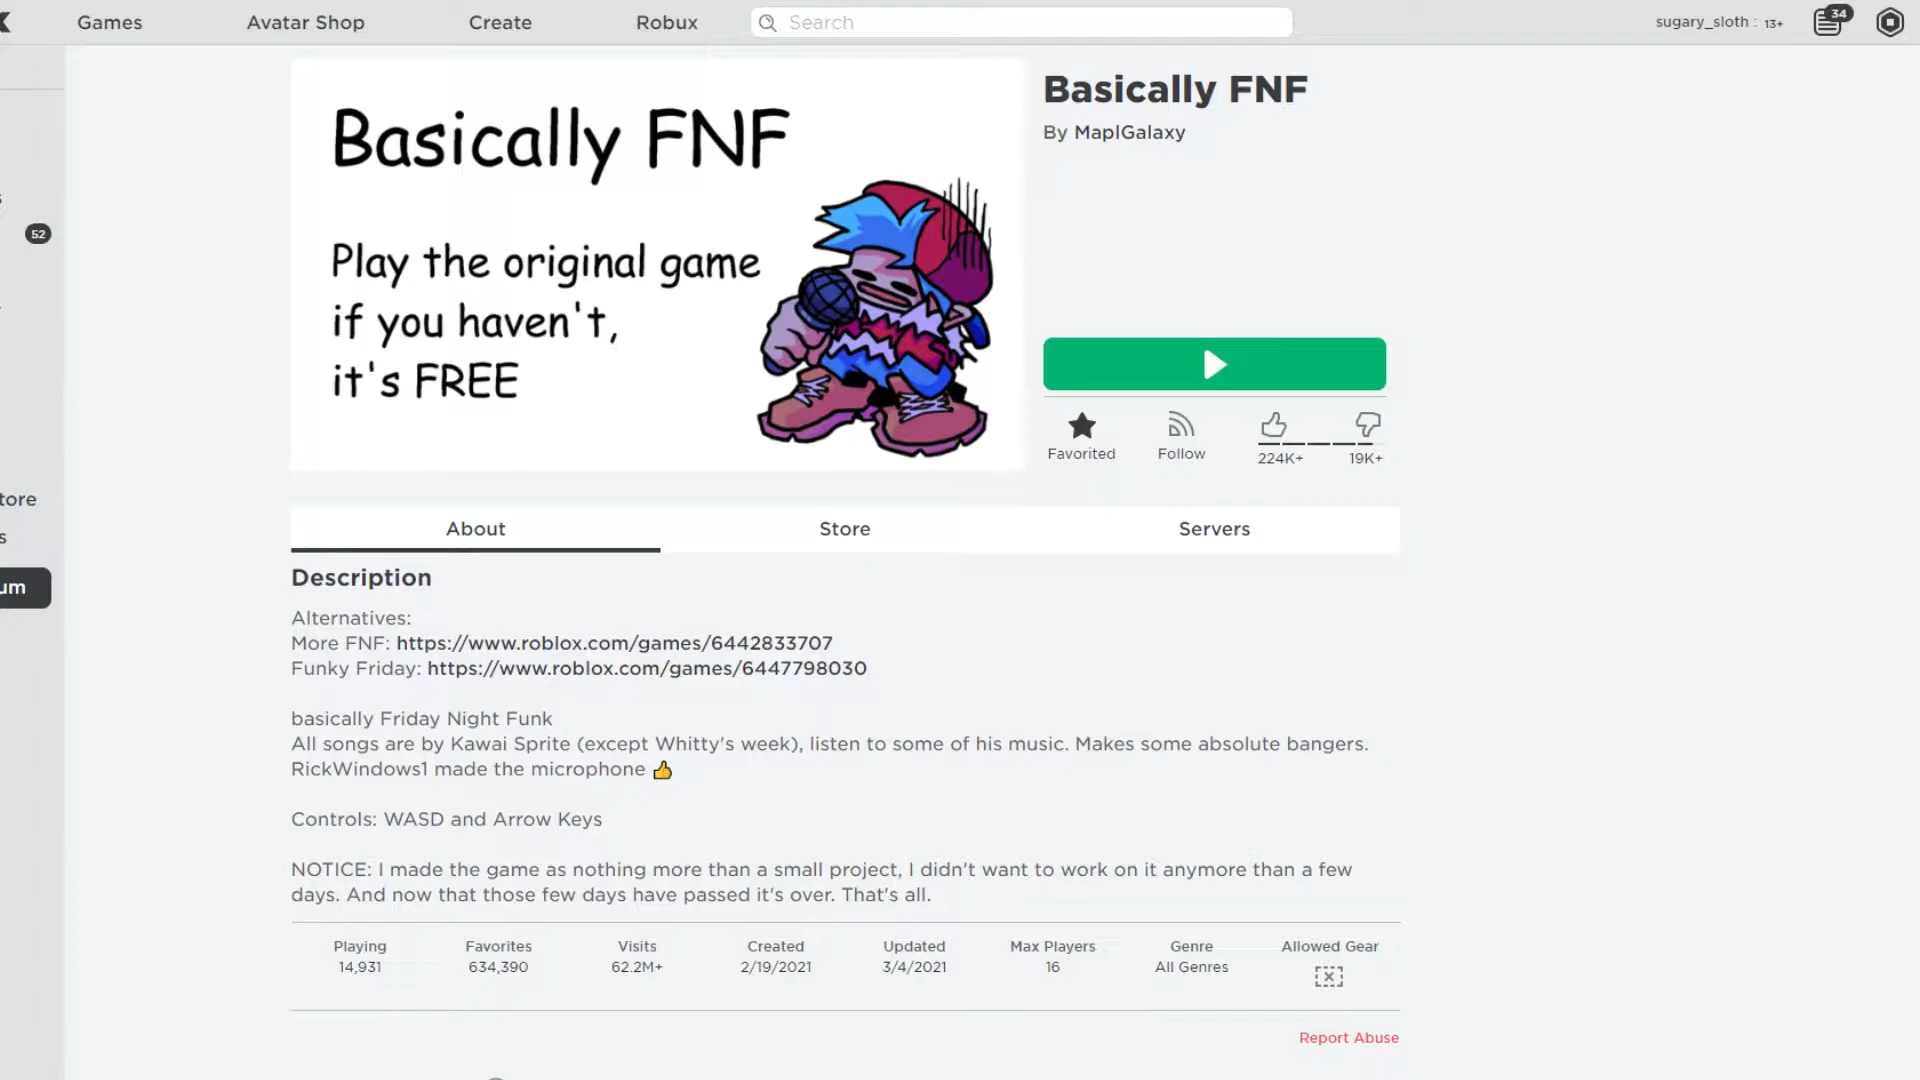 Games
Avatar Shop
Create
Robux
Search
sugary_sloth : 13+
34
Basically FNF
Play the original game
if you haven't,
it's FREE
Basically FNF
By MaplGalaxy
52
Favorited
Follow
224K+
19K+
tore
s
um
About
Store
Servers
Description
Alternatives:
More FNF: https://www.roblox.com/games/6442833707
Funky Friday: https://www.roblox.com/games/6447798030
basically Friday Night Funk
All songs are by Kawai Sprite (except Whitty's week), listen to some of his music. Makes some absolute bangers.
RickWindows1 made the microphone 👍
Controls: WASD and Arrow Keys
NOTICE: I made the game as nothing more than a small project, I didn't want to work on it anymore than a few
days. And now that those few days have passed it's over. That's all.
Playing
Favorites
Visits
Created
Updated
Max Players
Genre
Allowed Gear
14,931
634,390
62.2M+
2/19/2021
3/4/2021
16
All Genres
Report Abuse